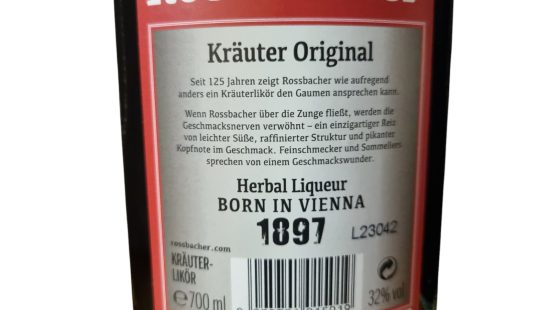 Kräuter Original
Seit 125 Jahren zeigt Rossbacher wie aufregend
anders ein Kräuterlikör den Gaumen ansprechen kann.
Wenn Rossbacher über die Zunge fließt, werden die
Geschmacksnerven verwöhnt – ein einzigartiger Reiz
von leichter Süße, raffinierter Struktur und pikanter
Kopfnote im Geschmack. Feinschmecker und Sommeliers
sprechen von einem Geschmackswunder.
Herbal Liqueur
BORN IN VIENNA
1897
L23042
rossbacher.com
KRÄUTER-
LIKÖR
℮700 ml
32% vol